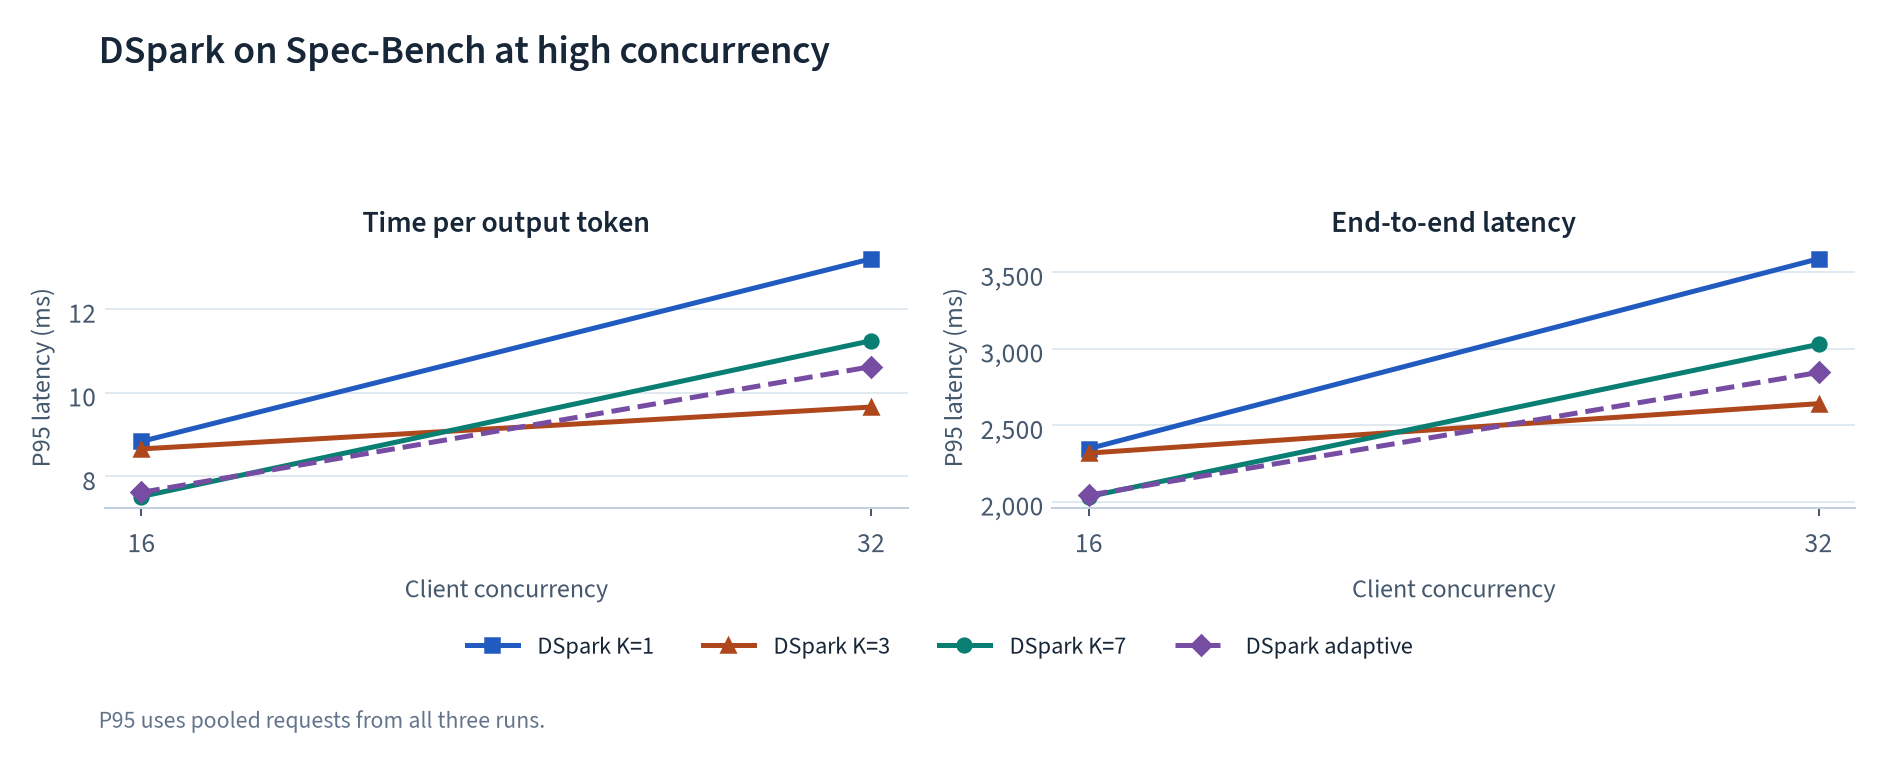 DSpark on Spec-Bench at high concurrency
Time per output token
P95 latency (ms)
12
10
8
16
32
Client concurrency
End-to-end latency
P95 latency (ms)
3,500
3,000
2,500
2,000
16
32
Client concurrency
DSpark K=1
DSpark K=3
DSpark K=7
DSpark adaptive
P95 uses pooled requests from all three runs.